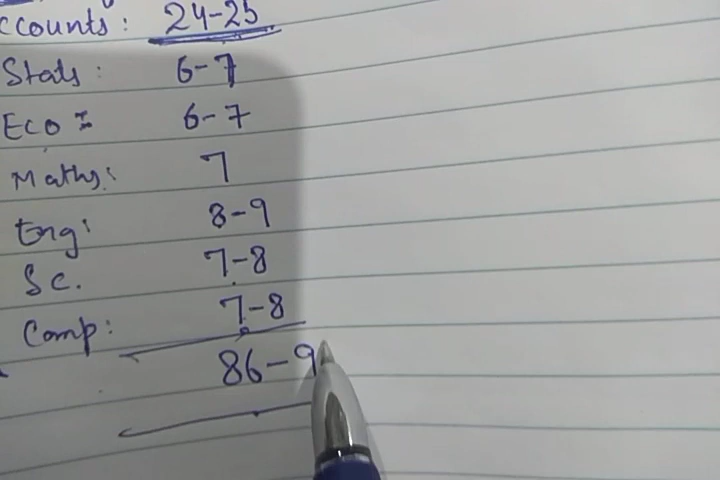 ccounts: 24-25
Stats: 6-7
Eco: 6-7
Maths: 7
Eng: 8-9
Sc. 7-8
Comp: 7-8
86-9